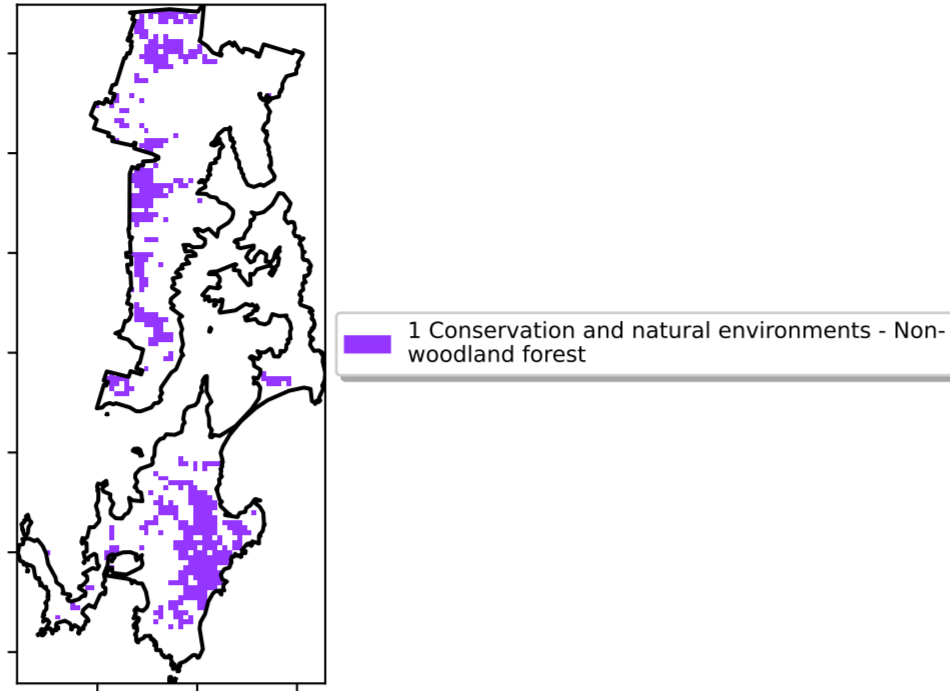 1 Conservation and natural environments - Non-
woodland forest